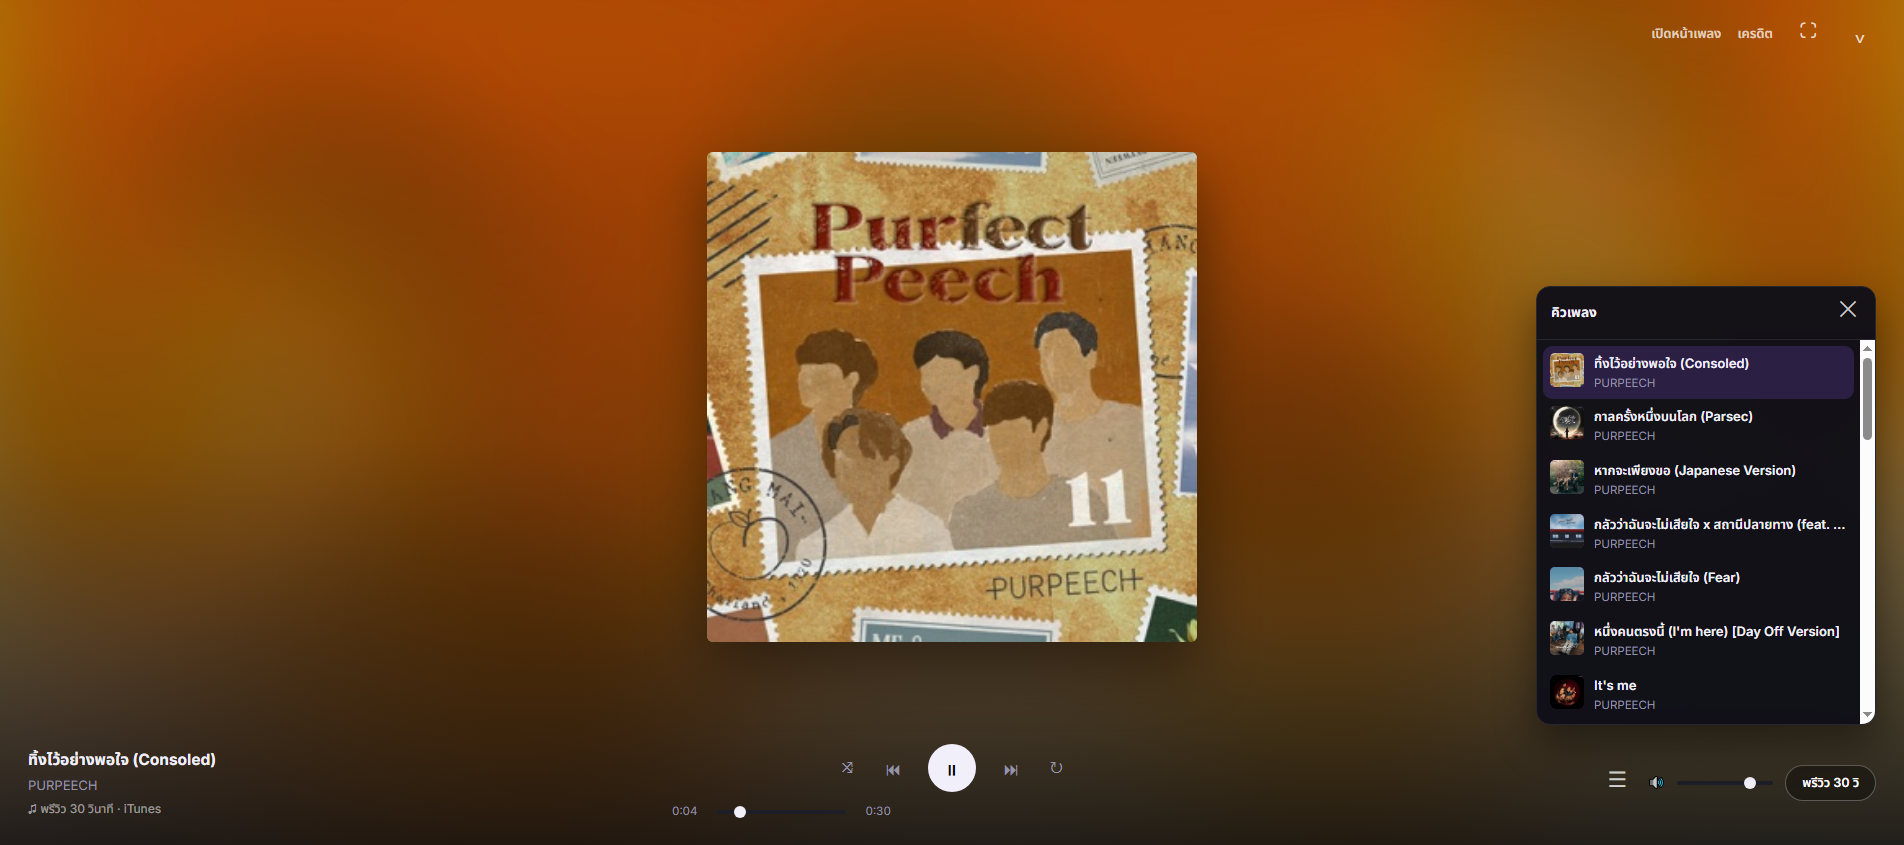 เปิดหน้าเพลง เครดิต
Purfect
Peech
11
PURPEECH
คิวเพลง
ทิ้งไว้อย่างพอใจ (Consoled)
PURPEECH
กาลครั้งหนึ่งบนโลก (Parsec)
PURPEECH
หากจะเพียงขอ (Japanese Version)
PURPEECH
กลัวว่าฉันจะไม่เสียใจ x สถานีปลายทาง (feat. ...
PURPEECH
กลัวว่าฉันจะไม่เสียใจ (Fear)
PURPEECH
หนึ่งคนตรงนี้ (I'm here) [Day Off Version]
PURPEECH
It's me
PURPEECH
ทิ้งไว้อย่างพอใจ (Consoled)
PURPEECH
พรีวิว 30 วินาที · iTunes
0:04 0:30
พรีวิว 30 วิ